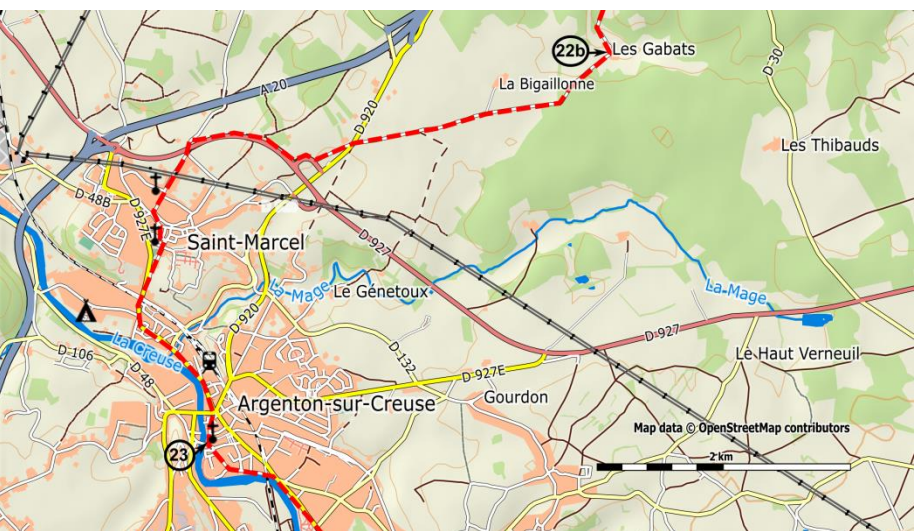 22b
Les Gabats
D 30
A 20
La Bigaillonne
D 920
Les Thibauds
D 48B
D 927E
Saint-Marcel
D 927
La Mage
Le Génetoux
La Mage
D 927
La Creuse
D 920
D 106
D 48
D 132
D 927E
Le Haut Verneuil
Gourdon
Argenton-sur-Creuse
Map data © OpenStreetMap contributors
2 km
23